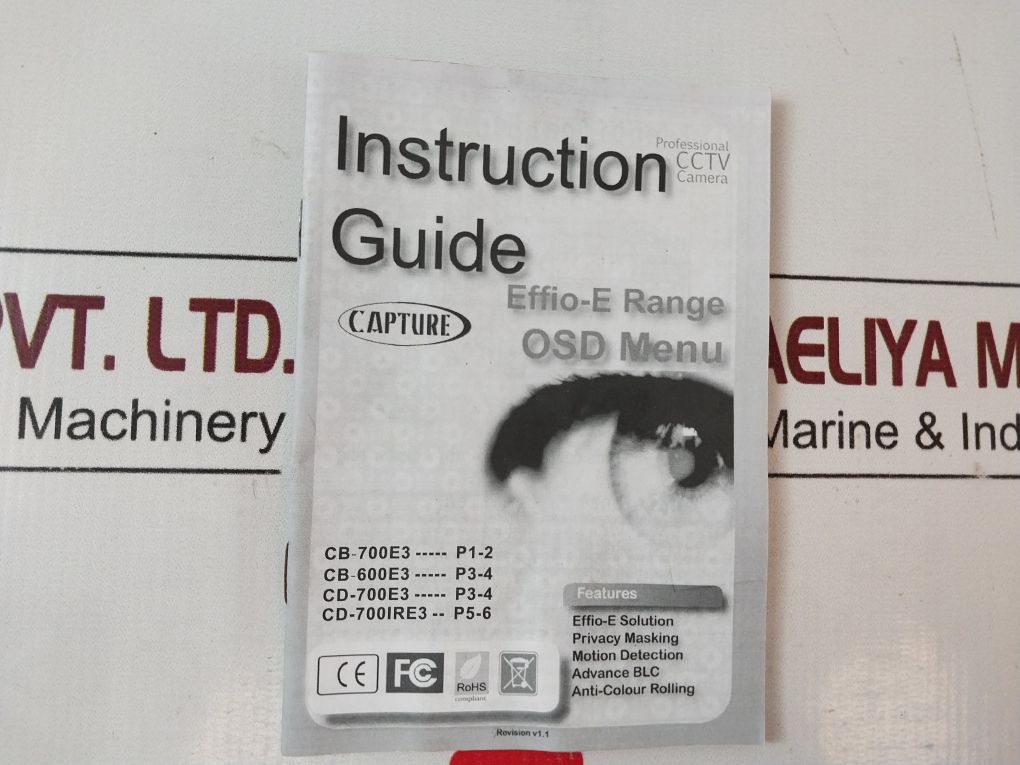 Instruction
Guide
Professional
CCTV
Camera
Effio-E Range
OSD Menu
CAPTURE
PVT. LTD.
Machinery
AELIYA M
Marine & Ind
CB-700E3 ----- P1-2
CB-600E3 ----- P3-4
CD-700E3 ----- P3-4
CD-700IRE3 -- P5-6
Features
Effio-E Solution
Privacy Masking
Motion Detection
Advance BLC
Anti-Colour Rolling
CE FC RoHS
compliant
Revision v1.1